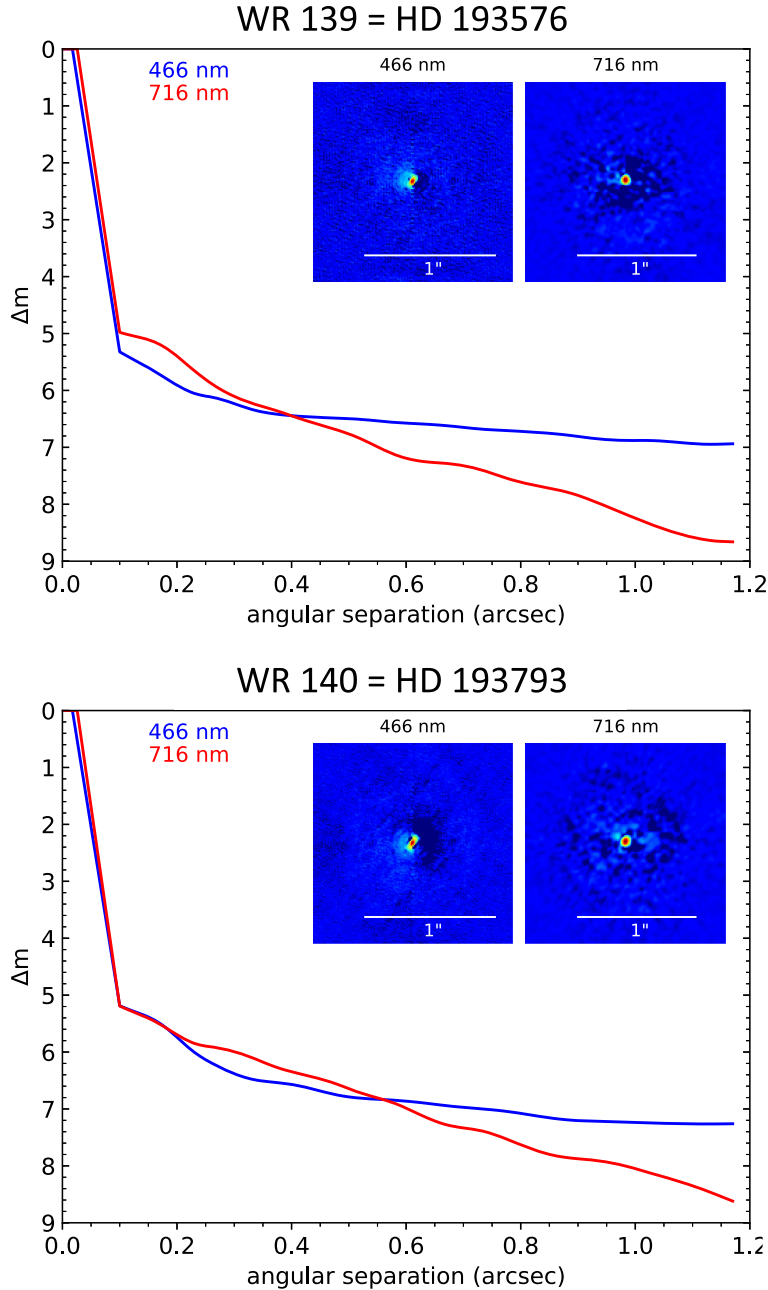 WR 139 = HD 193576
466 nm
716 nm
466 nm
716 nm
1"
1"
0
1
2
3
4
5
6
7
8
9
Δm
0.0
0.2
0.4
0.6
0.8
1.0
1.2
angular separation (arcsec)
WR 140 = HD 193793
466 nm
716 nm
466 nm
716 nm
1"
1"
0
1
2
3
4
5
6
7
8
9
Δm
0.0
0.2
0.4
0.6
0.8
1.0
1.2
angular separation (arcsec)